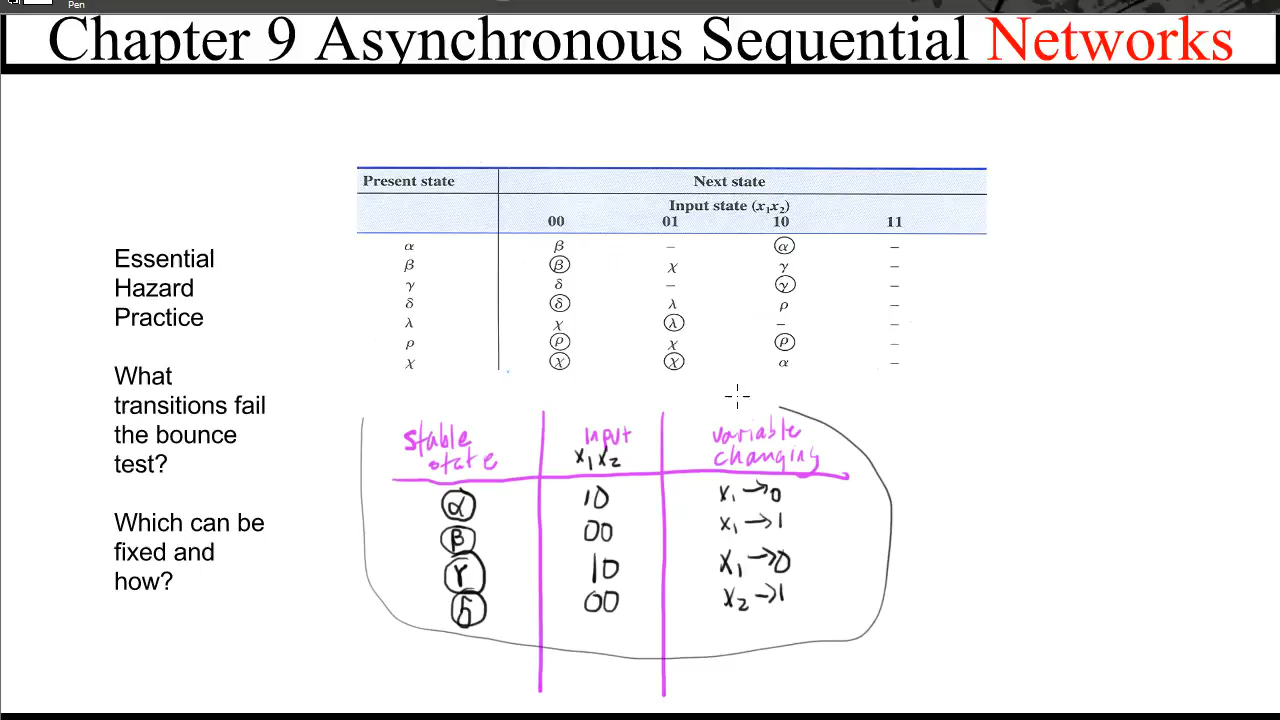 Pen
Chapter 9 Asynchronous Sequential Networks
Present state Next state
Input state (x₁x₂)
00 01 10 11
α β – α –
β β χ γ –
γ δ – γ –
δ δ λ ρ –
λ χ λ – –
ρ ρ χ ρ –
χ χ χ α –
Essential
Hazard
Practice
What
transitions fail
the bounce
test?
Which can be
fixed and
how?
stable
state
Input
x₁x₂
variable
changing
α 10 x₁→0
β 00 x₁→1
γ 10 x₁→0
δ 00 x₂→1